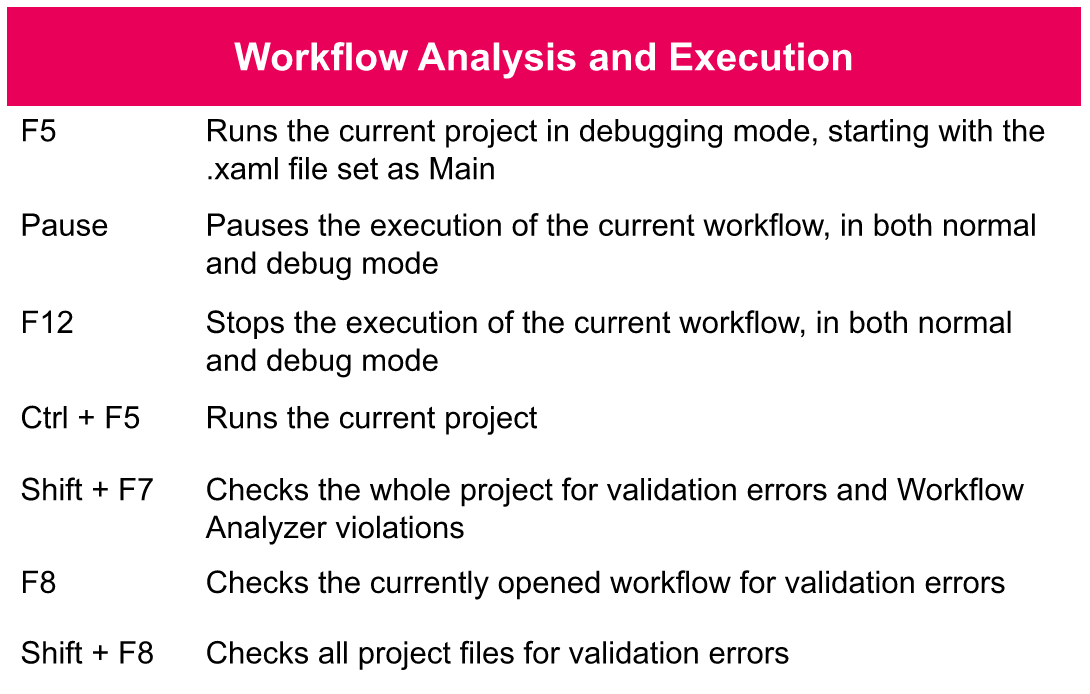 Workflow Analysis and Execution
F5 Runs the current project in debugging mode, starting with the
.xaml file set as Main
Pause Pauses the execution of the current workflow, in both normal
and debug mode
F12 Stops the execution of the current workflow, in both normal
and debug mode
Ctrl + F5 Runs the current project
Shift + F7 Checks the whole project for validation errors and Workflow
Analyzer violations
F8 Checks the currently opened workflow for validation errors
Shift + F8 Checks all project files for validation errors